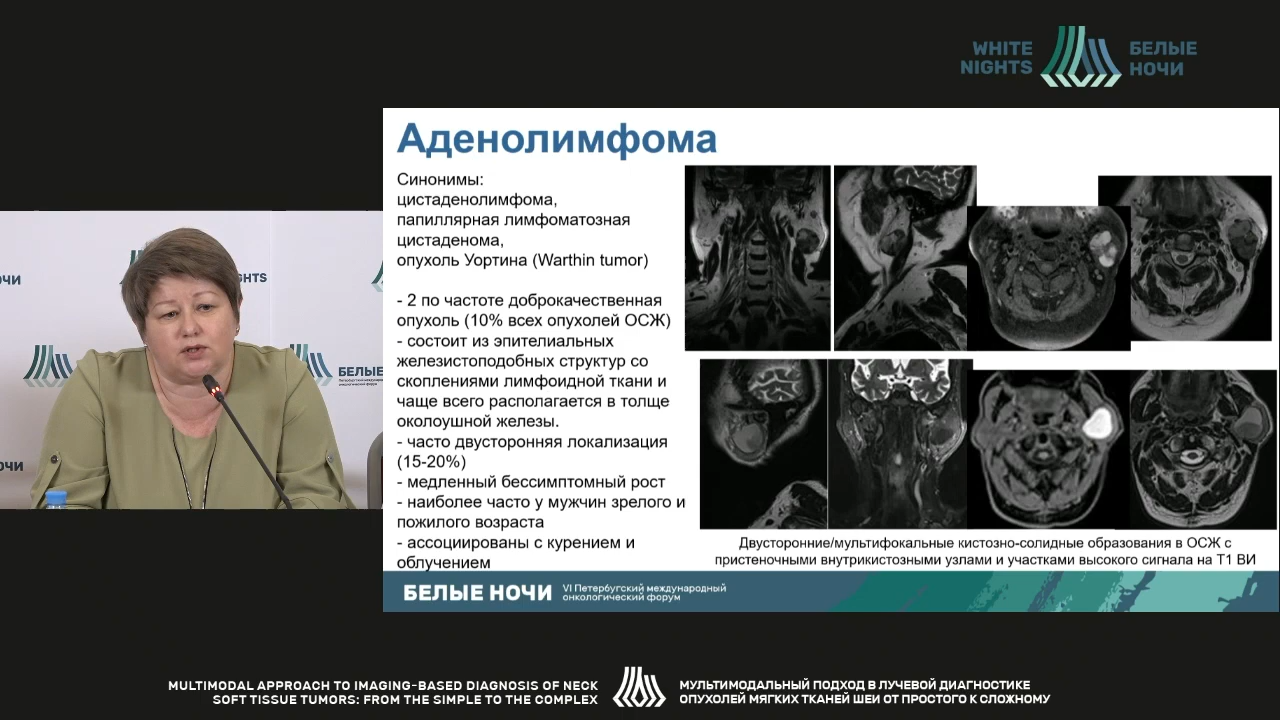 WHITE
NIGHTS
БЕЛЫЕ
НОЧИ
Аденолимфома
Синонимы:
цистаденолимфома,
папиллярная лимфоматозная
цистаденома,
опухоль Уортина (Warthin tumor)
- 2 по частоте доброкачественная
опухоль (10% всех опухолей ОСЖ)
- состоит из эпителиальных
железистоподобных структур со
скоплениями лимфоидной ткани и
чаще всего располагается в толще
околоушной железы.
- часто двусторонняя локализация
(15-20%)
- медленный бессимптомный рост
- наиболее часто у мужчин зрелого и
пожилого возраста
- ассоциированы с курением и
облучением
Двусторонние/мультифокальные кистозно-солидные образования в ОСЖ с
пристеночными внутрикистозными узлами и участками высокого сигнала на Т1 ВИ
БЕЛЫЕ НОЧИ
VI Петербургский международный
онкологический форум
НОЧИ
NIGHTS
БЕЛЫЕ
НОЧИ
MULTIMODAL APPROACH TO IMAGING-BASED DIAGNOSIS OF NECK
SOFT TISSUE TUMORS: FROM THE SIMPLE TO THE COMPLEX
МУЛЬТИМОДАЛЬНЫЙ ПОДХОД В ЛУЧЕВОЙ ДИАГНОСТИКЕ
ОПУХОЛЕЙ МЯГКИХ ТКАНЕЙ ШЕИ ОТ ПРОСТОГО К СЛОЖНОМУ